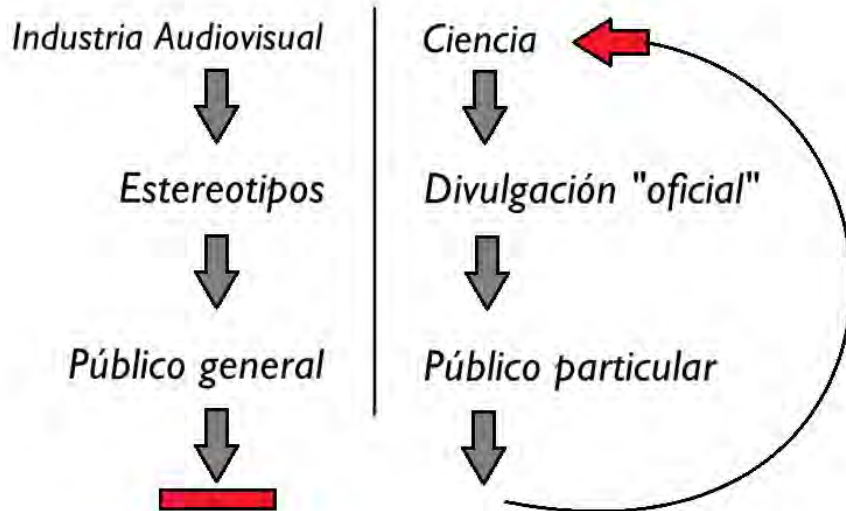 Industria Audiovisual
Ciencia
Estereotipos
Divulgación "oficial"
Público general
Público particular